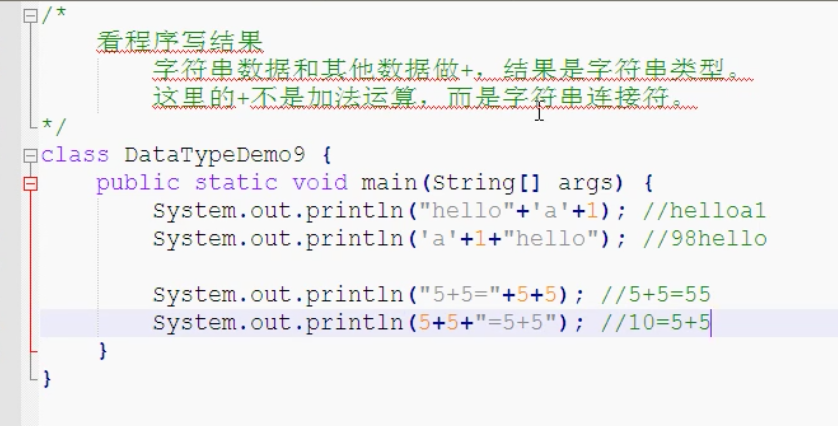 /*
看程序写结果
字符串数据和其他数据做+，结果是字符串类型。
这里的+不是加法运算，而是字符串连接符。
*/
class DataTypeDemo9 {
public static void main(String[] args) {
System.out.println("hello"+'a'+1); //helloa1
System.out.println('a'+1+"hello"); //98hello
System.out.println("5+5="+5+5); //5+5=55
System.out.println(5+5+"=5+5"); //10=5+5
}
}